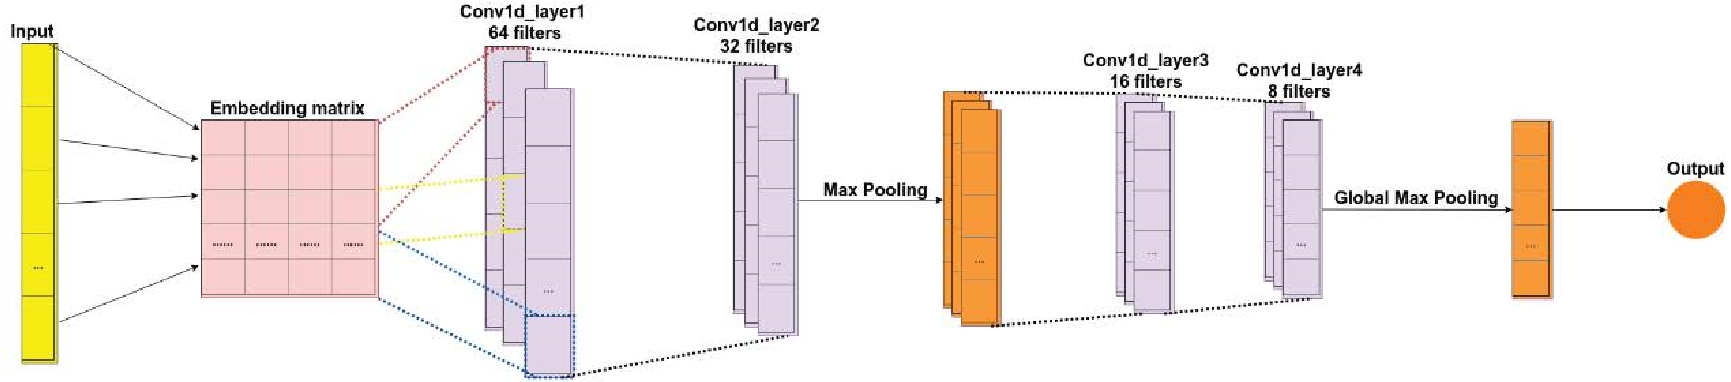 Input
...
Embedding matrix
...... ...... ...... ......
Conv1d_layer1
64 filters
...
Conv1d_layer2
32 filters
...
Max Pooling
...
Conv1d_layer3
16 filters
...
Conv1d_layer4
8 filters
...
Global Max Pooling
...
Output